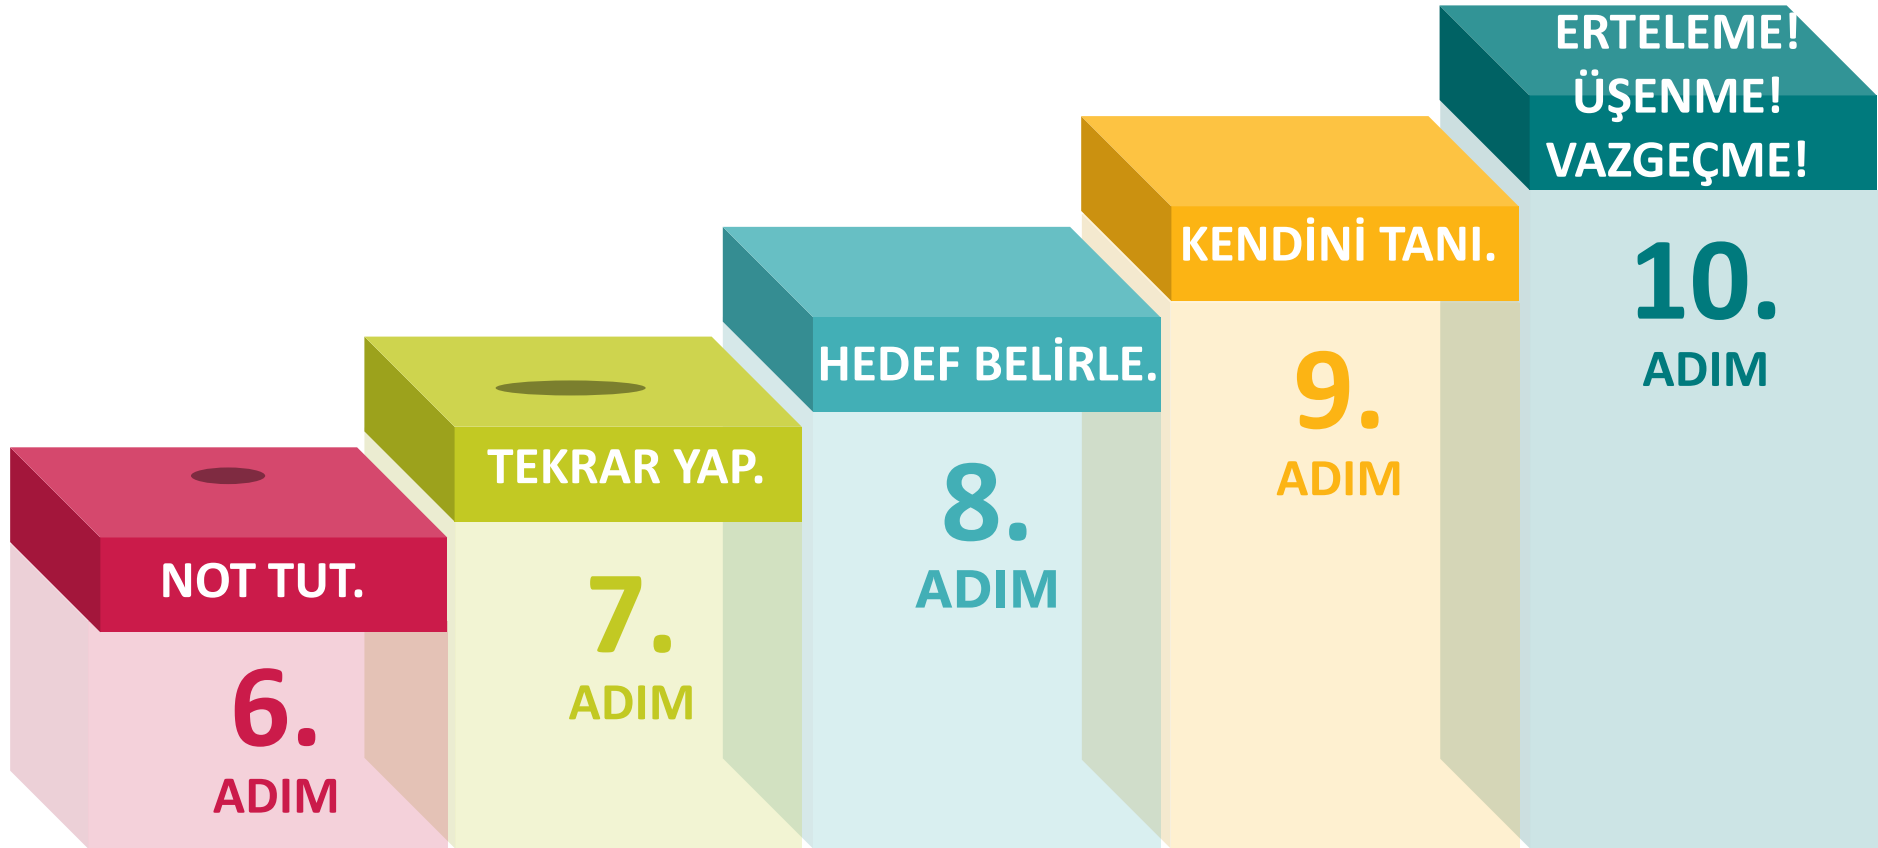 NOT TUT.
6.
ADIM
TEKRAR YAP.
7.
ADIM
HEDEF BELİRLE.
8.
ADIM
KENDİNİ TANI.
9.
ADIM
ERTELEME!
ÜŞENME!
VAZGEÇME!
10.
ADIM